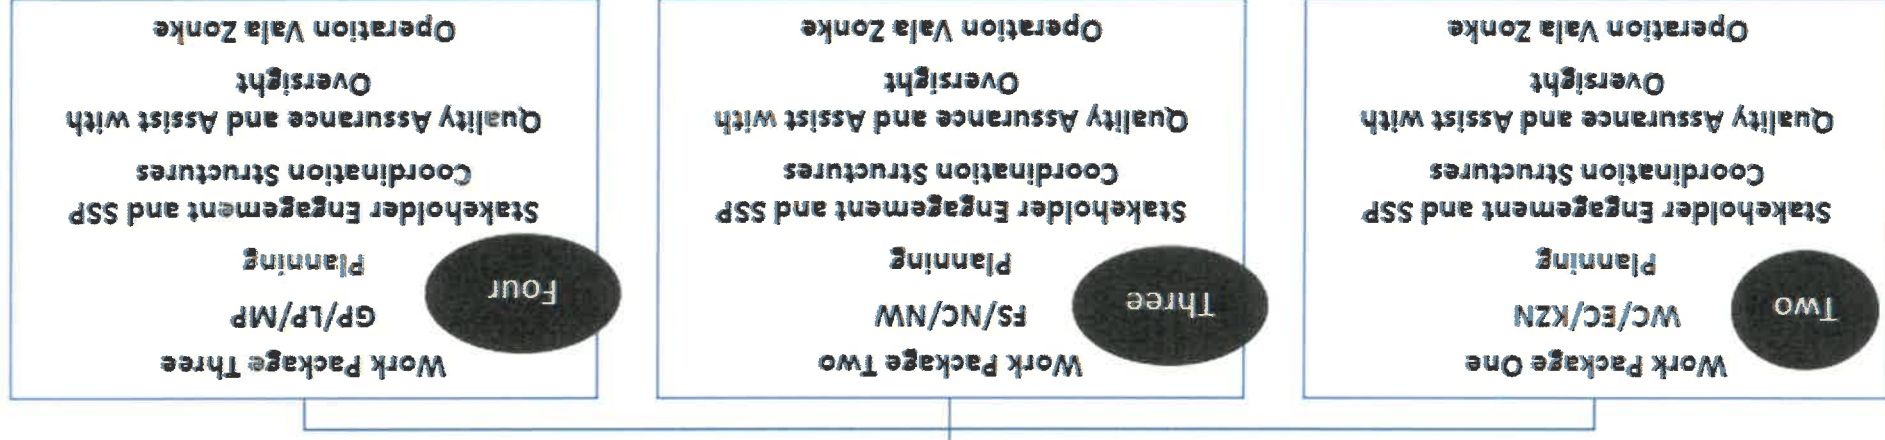 Work Package One
WC/EC/KZN
Two
Planning
Stakeholder Engagement and SSP
Coordination Structures
Quality Assurance and Assist with
Oversight
Operation Vala Zonke
Work Package Two
FS/NC/NW
Three
Planning
Stakeholder Engagement and SSP
Coordination Structures
Quality Assurance and Assist with
Oversight
Operation Vala Zonke
Work Package Three
GP/LP/MP
Four
Planning
Stakeholder Engagement and SSP
Coordination Structures
Quality Assurance and Assist with
Oversight
Operation Vala Zonke